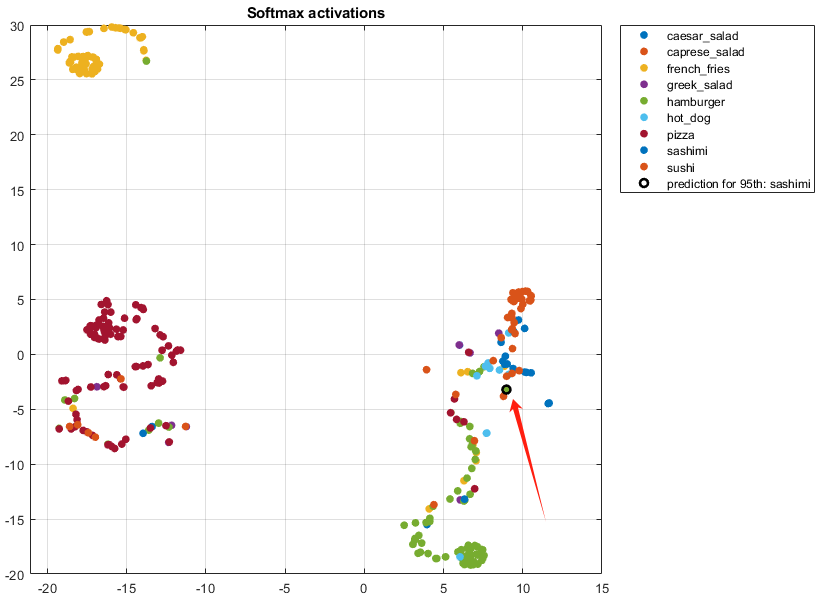 Softmax activations
30
25
20
15
10
5
0
-5
-10
-15
-20
-20 -15 -10 -5 0 5 10 15
caesar_salad
caprese_salad
french_fries
greek_salad
hamburger
hot_dog
pizza
sashimi
sushi
prediction for 95th: sashimi